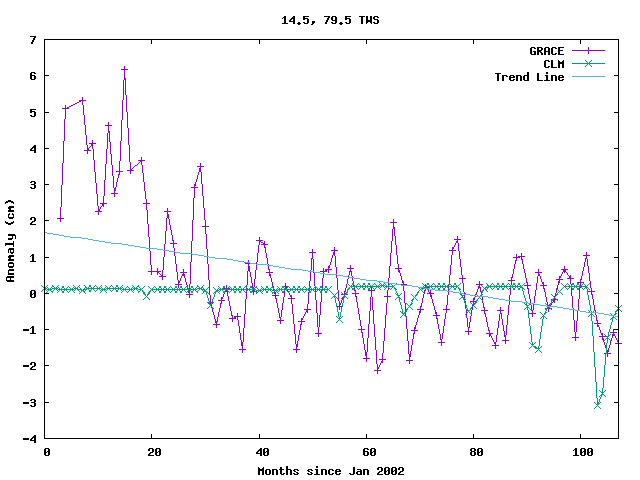 14.5, 79.5 TWS
GRACE
CLM
Trend Line
7
6
5
4
3
2
1
0
-1
-2
-3
-4
Anomaly (cm)
0 20 40 60 80 100
Months since Jan 2002